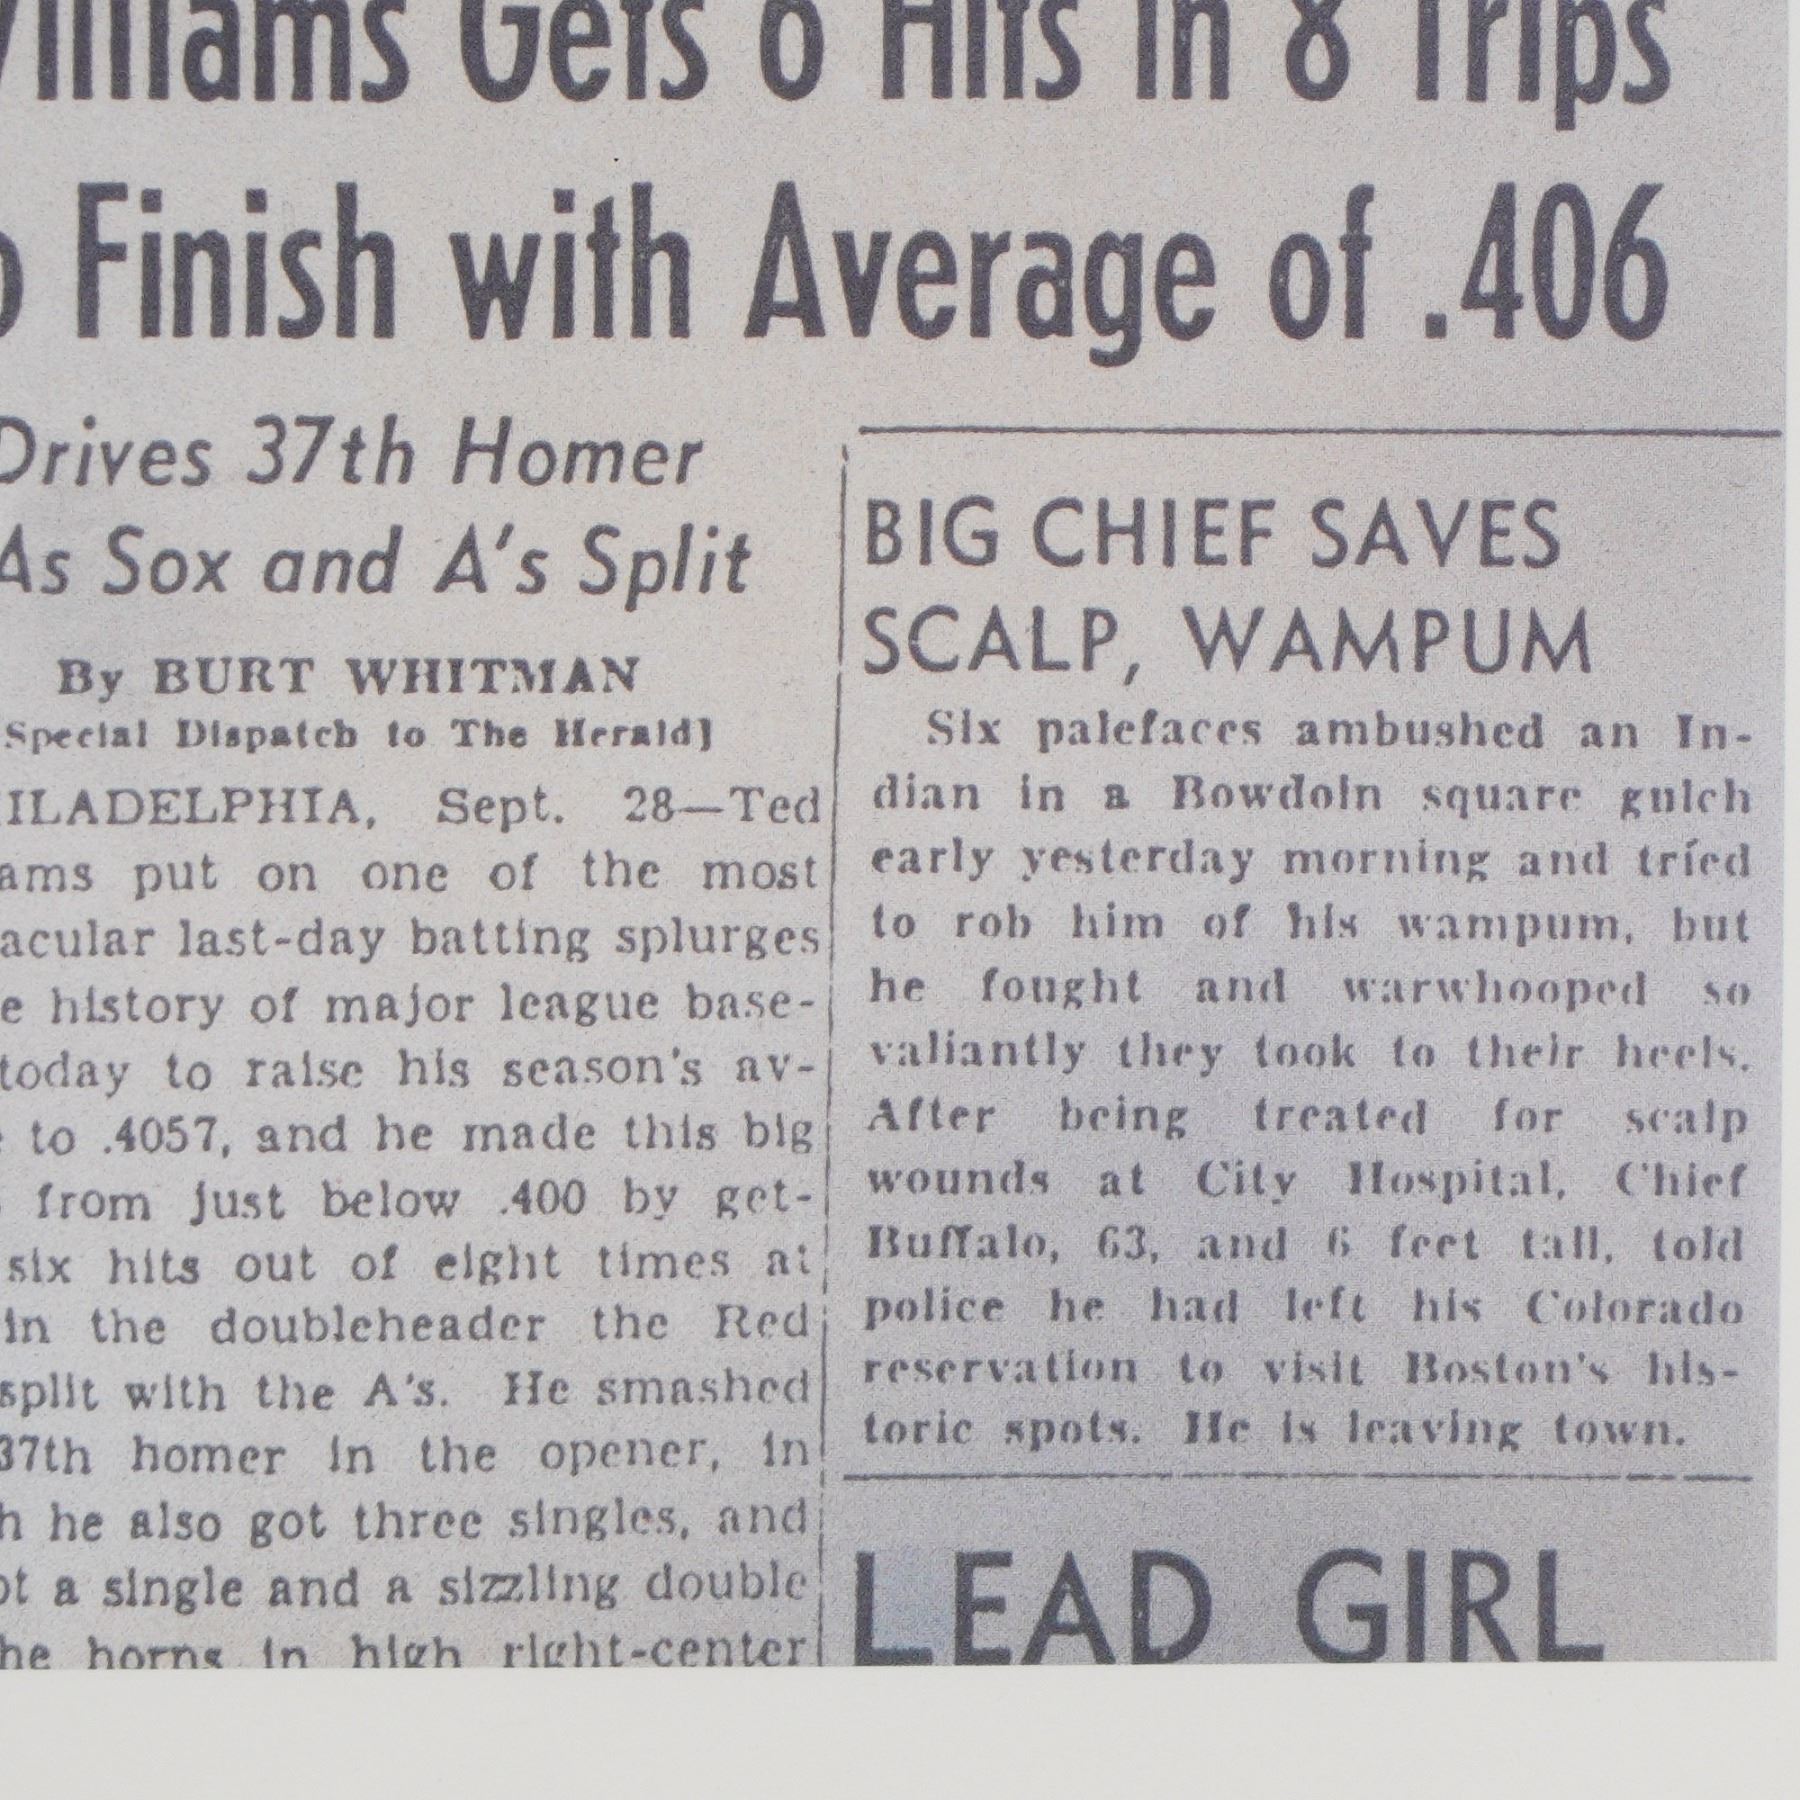 Williams Gets 6 Hits in 8 Trips
Finish with Average of .406
Drives 37th Homer
As Sox and A's Split
By BURT WHITMAN
Special Dispatch to The Herald]
HILADELPHIA, Sept. 28—Ted
ams put on one of the most
acular last-day batting splurges
e history of major league base-
today to raise his season's av-
to .4057, and he made this big
from just below .400 by get-
six hits out of eight times at
in the doubleheader the Red
split with the A's. He smashed
37th homer in the opener, in
h he also got three singles, and
ot a single and a sizzling double
he horns in high right-center
BIG CHIEF SAVES
SCALP, WAMPUM
Six palefaces ambushed an In-
dian in a Bowdoin square gulch
early yesterday morning and tried
to rob him of his wampum, but
he fought and warwhooped so
valiantly they took to their heels.
After being treated for scalp
wounds at City Hospital, Chief
Buffalo, 63, and 6 feet tall, told
police he had left his Colorado
reservation to visit Boston's his-
toric spots. He is leaving town.
LEAD GIRL